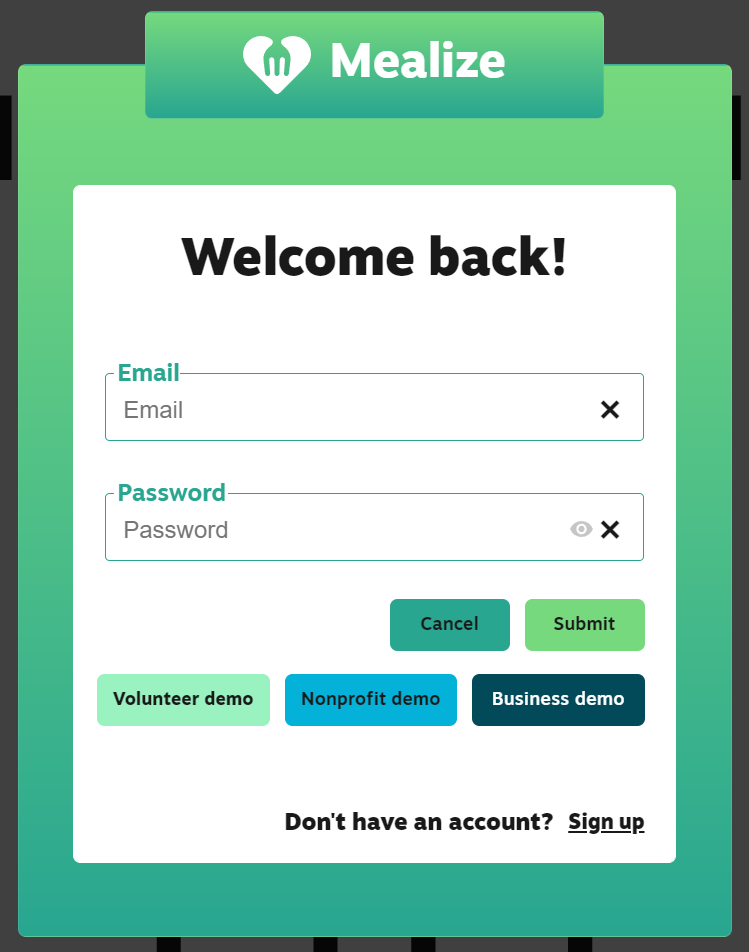 Mealize
Welcome back!
Email
Email
Password
Password
Cancel Submit
Volunteer demo Nonprofit demo Business demo
Don't have an account? Sign up